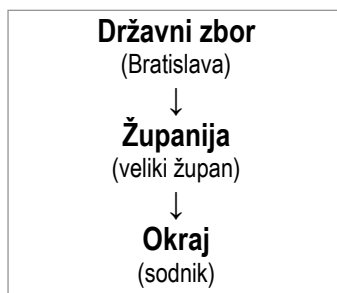 Državni zbor
(Bratislava)
↓
Županija
(veliki župan)
↓
Okraj
(sodnik)